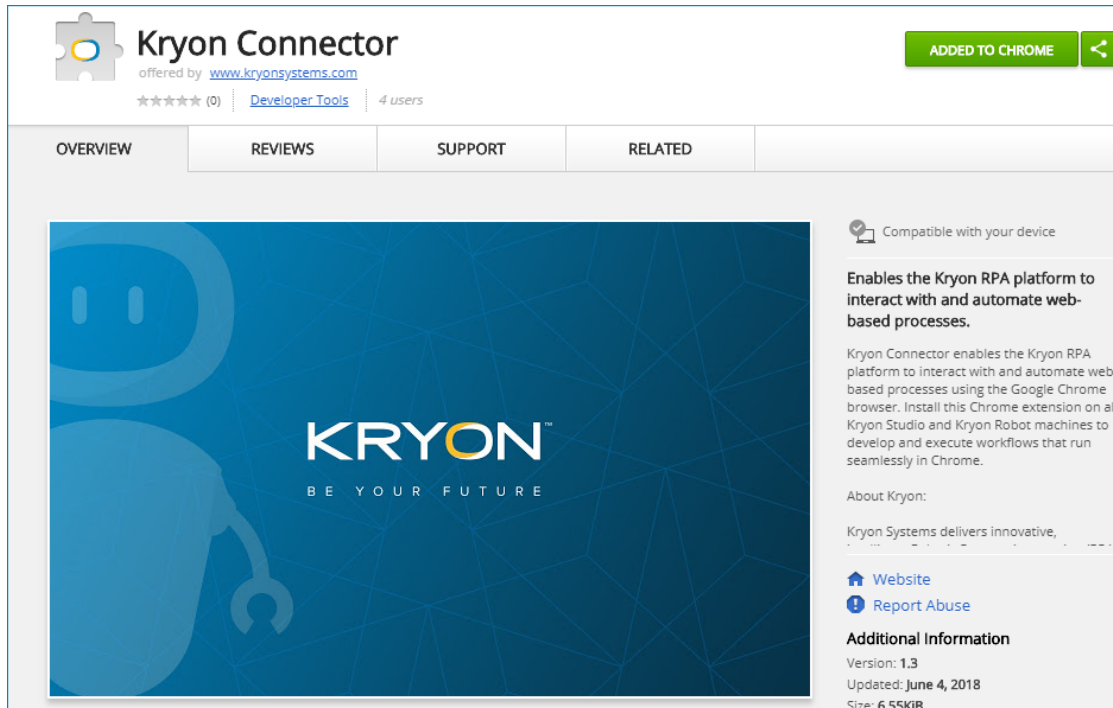 Kryon Connector
offered by www.kryonsystems.com
(0) Developer Tools 4 users
ADDED TO CHROME
OVERVIEW REVIEWS SUPPORT RELATED
KRYON™
BE YOUR FUTURE
Compatible with your device
Enables the Kryon RPA platform to
interact with and automate web-
based processes.
Kryon Connector enables the Kryon RPA
platform to interact with and automate web
based processes using the Google Chrome
browser. Install this Chrome extension on
Kryon Studio and Kryon Robot machines to
develop and execute workflows that run
seamlessly in Chrome.
About Kryon:
Kryon Systems delivers innovative,
Website
Report Abuse
Additional Information
Version: 1.3
Updated: June 4, 2018
Size: 6.55KiB